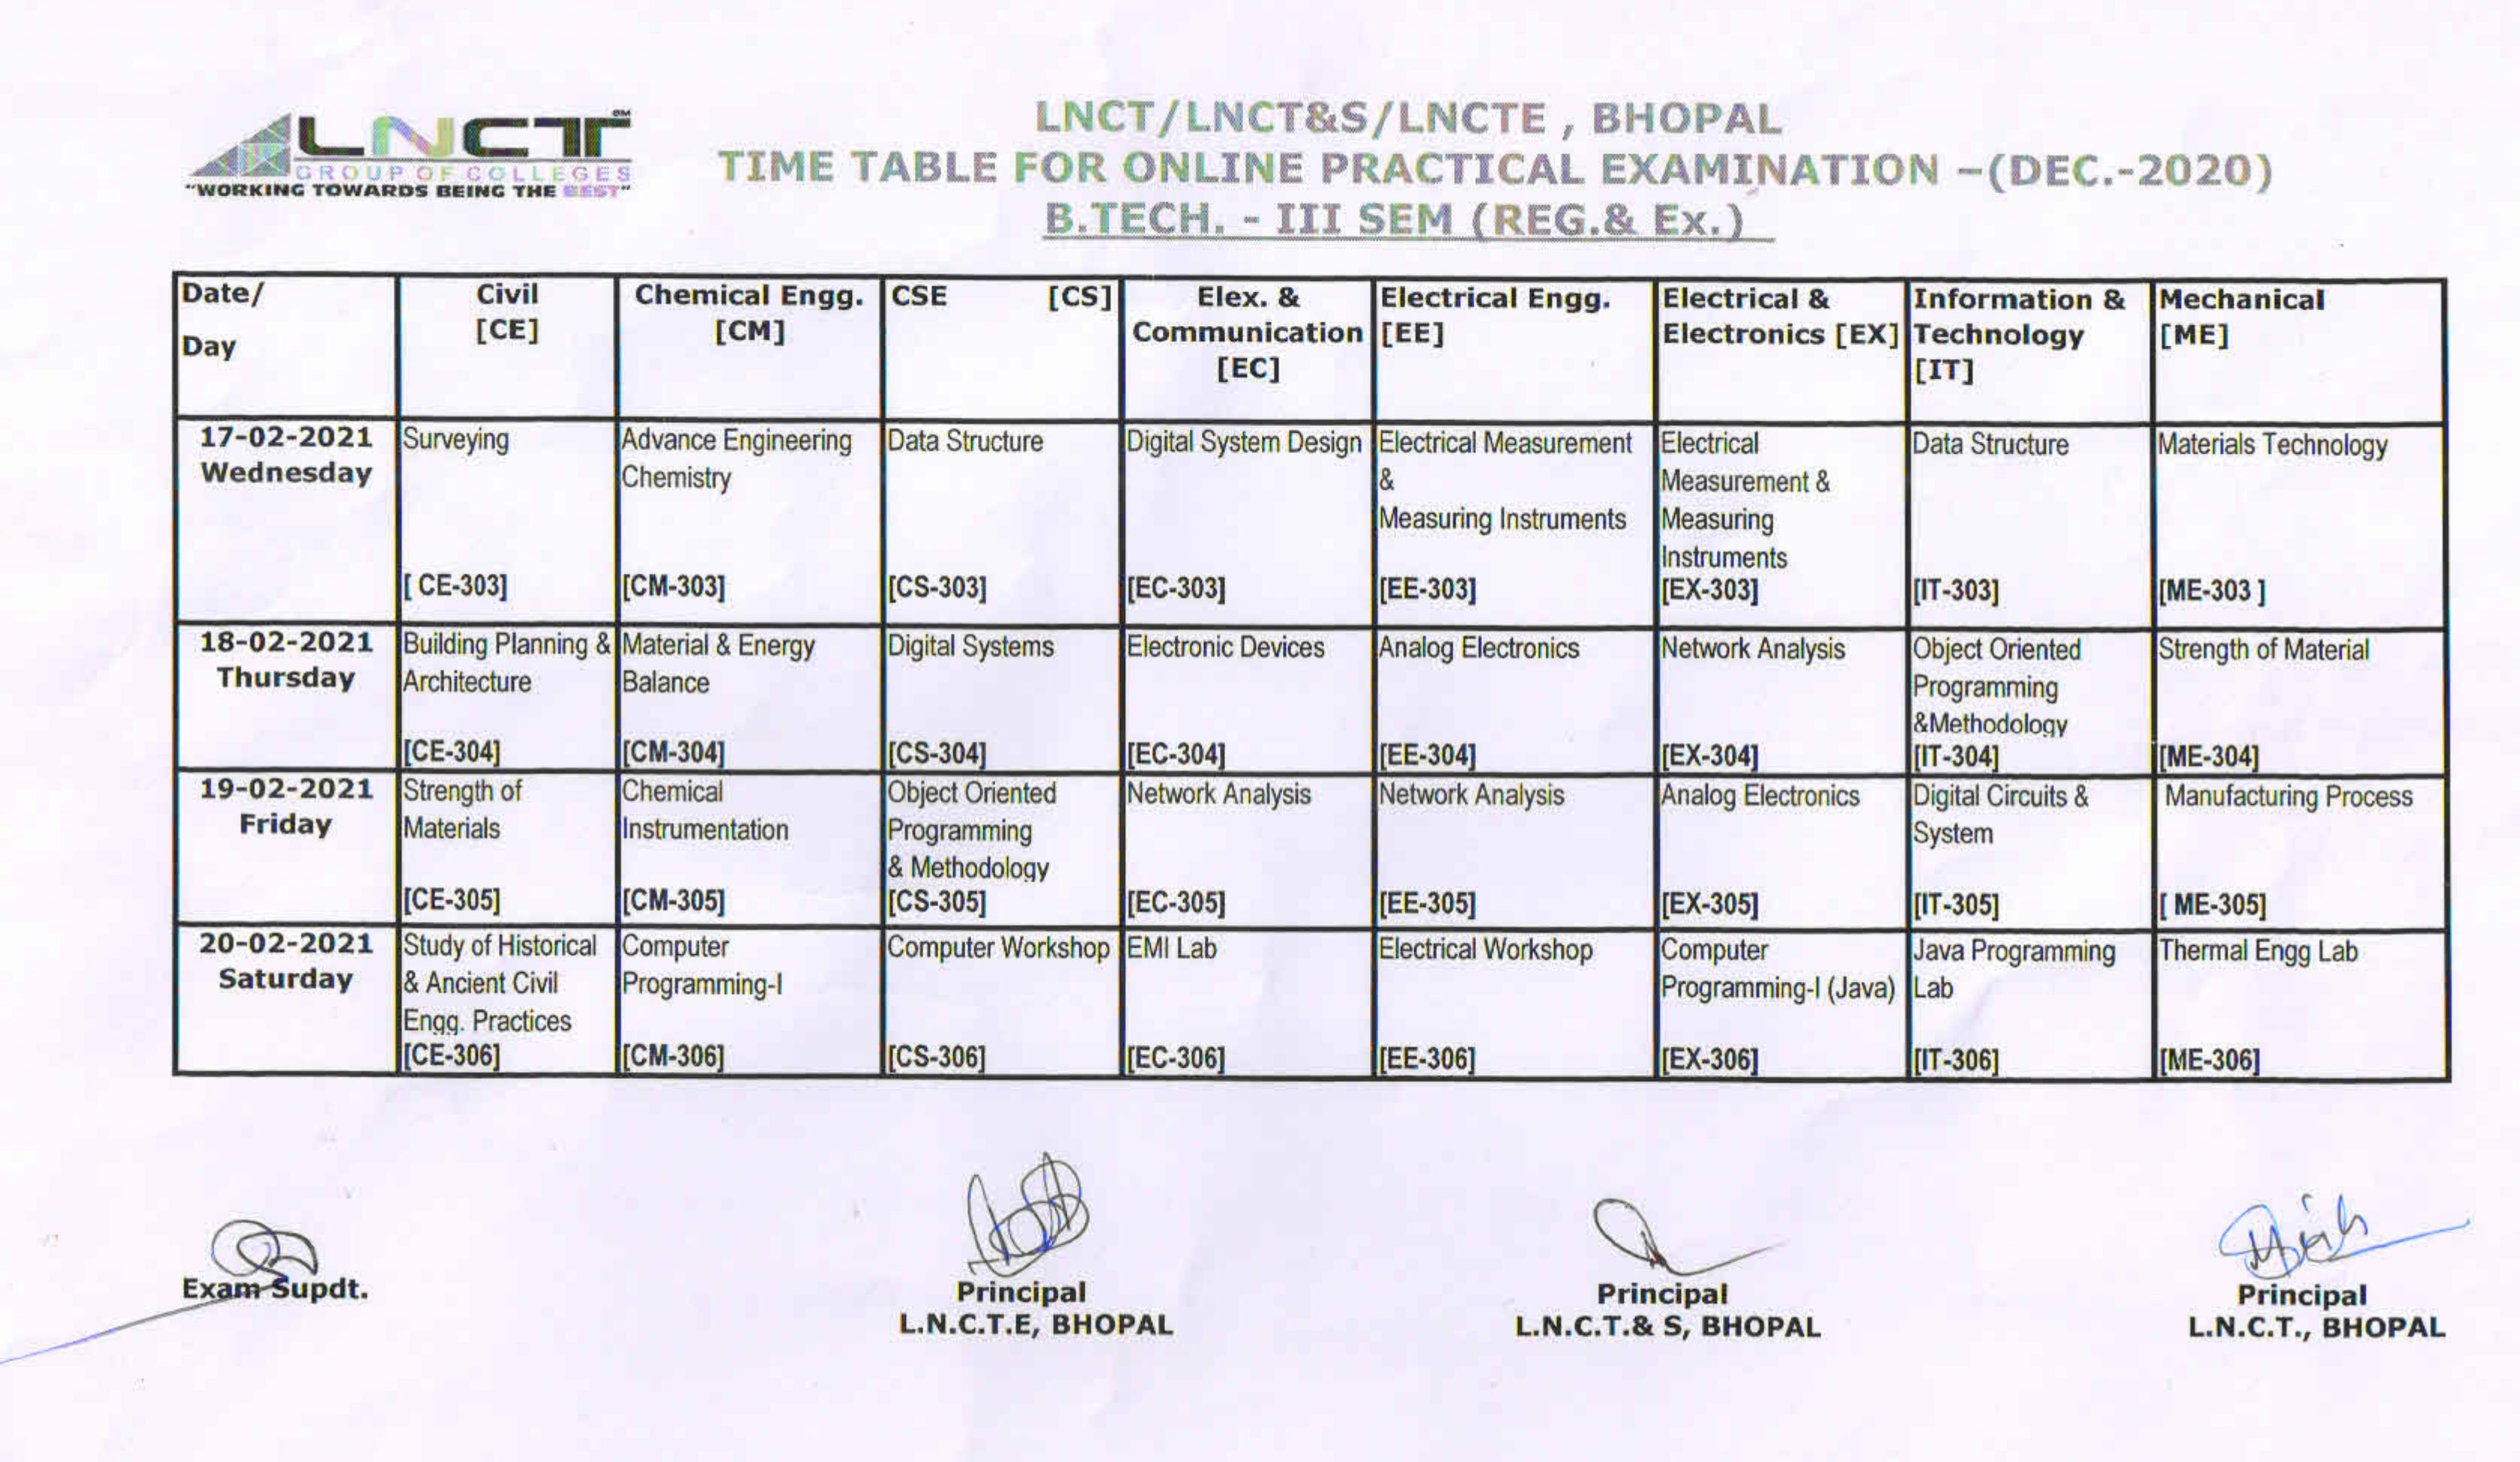 LNCT
GROUP OF COLLEGES
"WORKING TOWARDS BEING THE BEST"
LNCT/LNCT&S/LNCTE , BHOPAL
TIME TABLE FOR ONLINE PRACTICAL EXAMINATION –(DEC.-2020)
B.TECH. - III SEM (REG.& Ex.)
Date/
Day
Civil
[CE]
Chemical Engg.
[CM]
CSE [CS]
Elex. &
Communication
[EC]
Electrical Engg.
[EE]
Electrical &
Electronics [EX]
Information &
Technology
[IT]
Mechanical
[ME]
17-02-2021
Wednesday
Surveying
[ CE-303]
Advance Engineering
Chemistry
[CM-303]
Data Structure
[CS-303]
Digital System Design
[EC-303]
Electrical Measurement
&
Measuring Instruments
[EE-303]
Electrical
Measurement &
Measuring
Instruments
[EX-303]
Data Structure
[IT-303]
Materials Technology
[ME-303 ]
18-02-2021
Thursday
Building Planning &
Architecture
[CE-304]
Material & Energy
Balance
[CM-304]
Digital Systems
[CS-304]
Electronic Devices
[EC-304]
Analog Electronics
[EE-304]
Network Analysis
[EX-304]
Object Oriented
Programming
&Methodology
[IT-304]
Strength of Material
[ME-304]
19-02-2021
Friday
Strength of
Materials
[CE-305]
Chemical
Instrumentation
[CM-305]
Object Oriented
Programming
& Methodology
[CS-305]
Network Analysis
[EC-305]
Network Analysis
[EE-305]
Analog Electronics
[EX-305]
Digital Circuits &
System
[IT-305]
Manufacturing Process
[ ME-305]
20-02-2021
Saturday
Study of Historical
& Ancient Civil
Engg. Practices
[CE-306]
Computer
Programming-I
[CM-306]
Computer Workshop
[CS-306]
EMI Lab
[EC-306]
Electrical Workshop
[EE-306]
Computer
Programming-I (Java)
[EX-306]
Java Programming
Lab
[IT-306]
Thermal Engg Lab
[ME-306]
Exam Supdt.
Principal
L.N.C.T.E, BHOPAL
Principal
L.N.C.T.& S, BHOPAL
Principal
L.N.C.T., BHOPAL